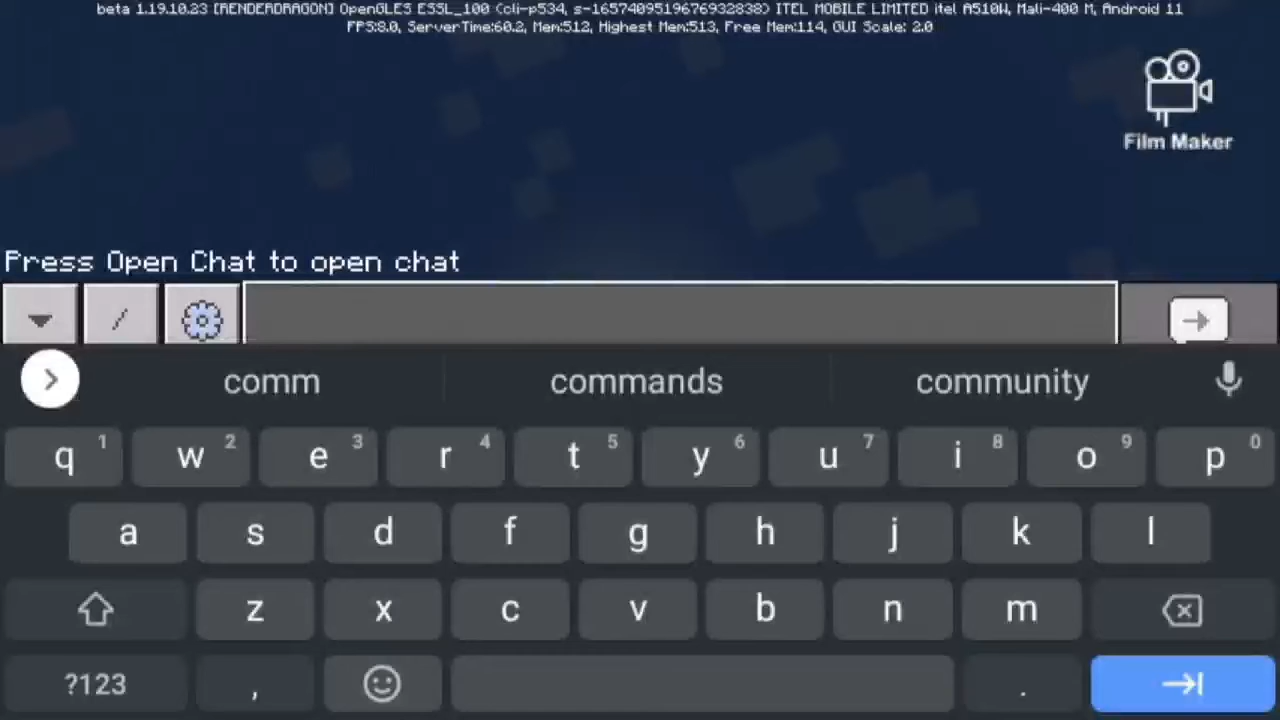 beta 1.19.10.23 [RENDERDRAGON] OpenGLES ESSL_100 (cli-p534, s-1657409519676932838) ITEL MOBILE LIMITED itel A510W, Mali-400 M, Android 11
FPS:8.0, ServerTime:60.2, Mem:512, Highest Mem:513, Free Mem:114, GUI Scale: 2.0
Film Maker
Press Open Chat to open chat
/
comm commands community
q 1 w 2 e 3 r 4 t 5 y 6 u 7 i 8 o 9 p 0
a s d f g h j k l
z x c v b n m
?123 , .